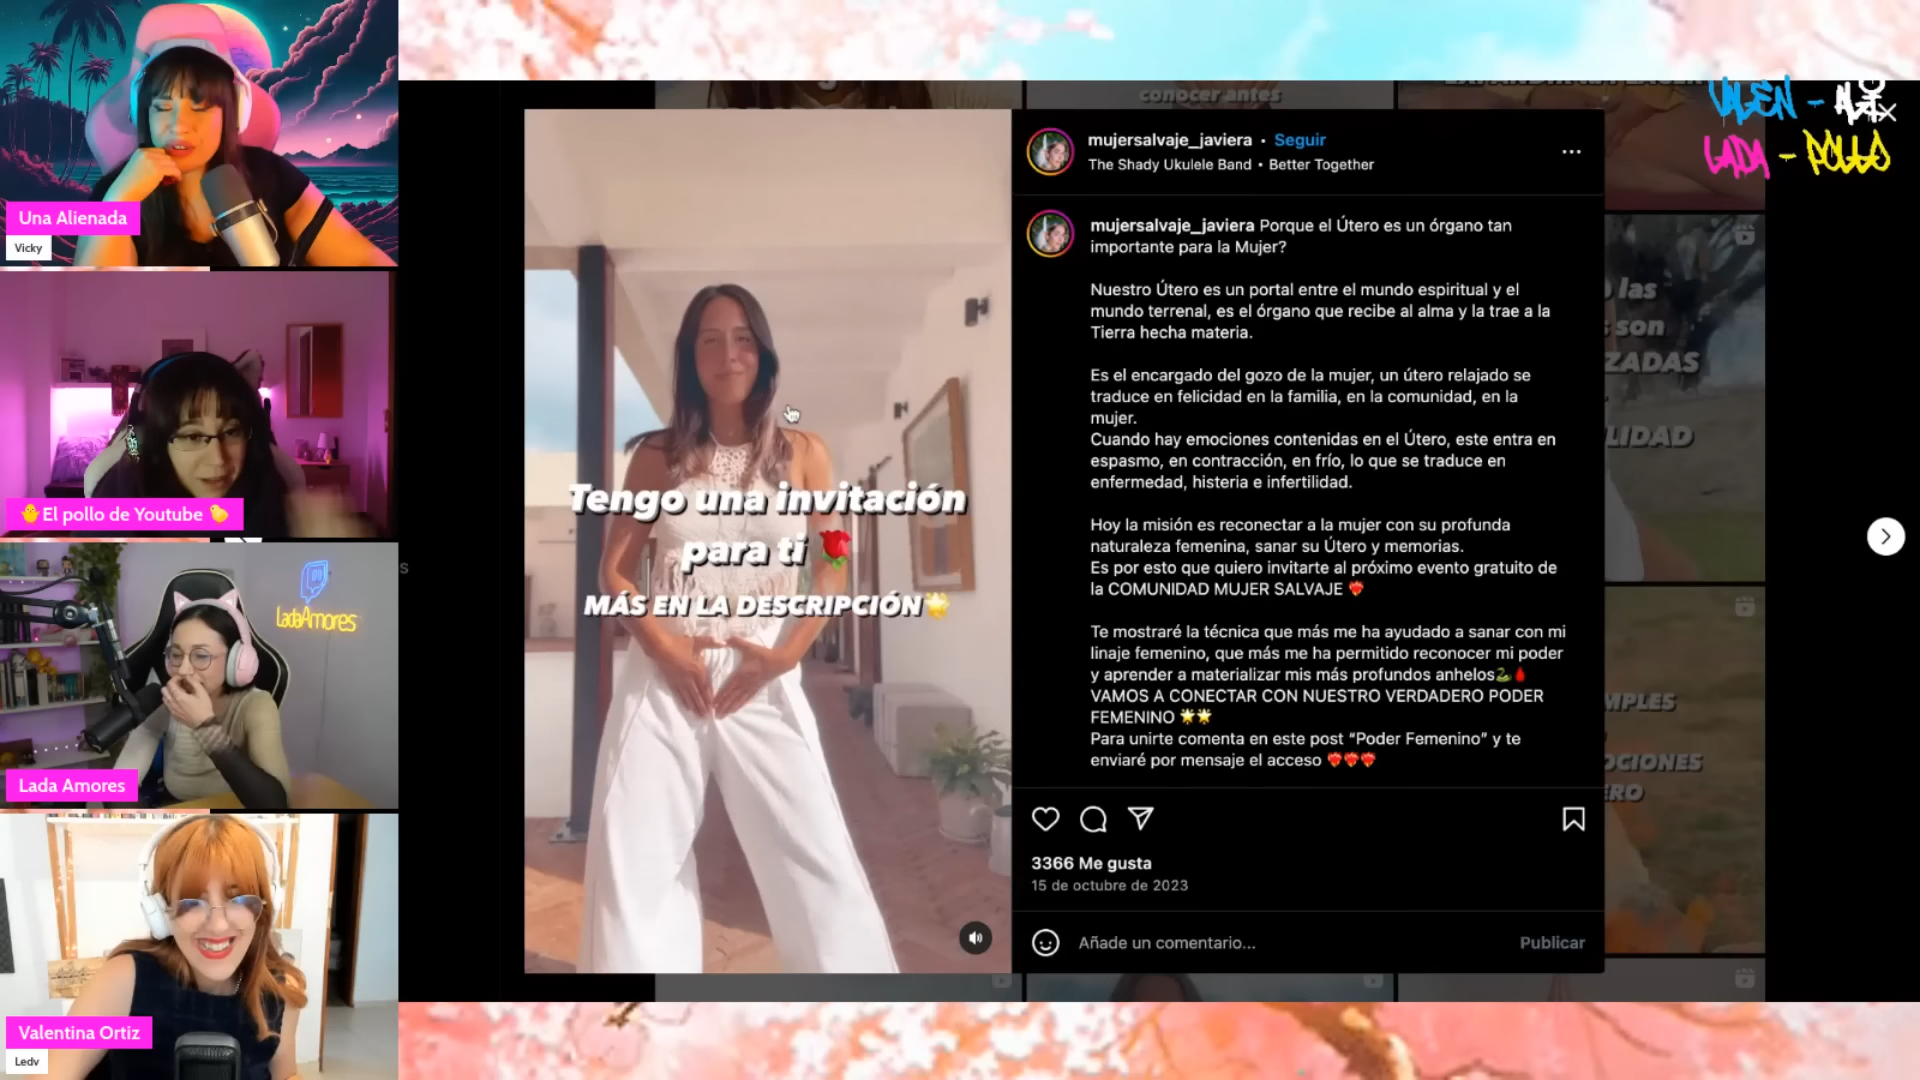 Una Alienada
Vicky
El pollo de Youtube
LadaAmores
Lada Amores
Valentina Ortiz
Ledv
conocer antes
VALEN - ALIX
LADA - POLLO
mujersalvaje_javiera • Seguir
The Shady Ukulele Band • Better Together
mujersalvaje_javiera Porque el Útero es un órgano tan
importante para la Mujer?
Nuestro Útero es un portal entre el mundo espiritual y el
mundo terrenal, es el órgano que recibe al alma y la trae a la
Tierra hecha materia.
Es el encargado del gozo de la mujer, un útero relajado se
traduce en felicidad en la familia, en la comunidad, en la
mujer.
Cuando hay emociones contenidas en el Útero, este entra en
espasmo, en contracción, en frío, lo que se traduce en
enfermedad, histeria e infertilidad.
Hoy la misión es reconectar a la mujer con su profunda
naturaleza femenina, sanar su Útero y memorias.
Es por esto que quiero invitarte al próximo evento gratuito de
la COMUNIDAD MUJER SALVAJE ❤️‍🔥
Te mostraré la técnica que más me ha ayudado a sanar con mi
linaje femenino, que más me ha permitido reconocer mi poder
y aprender a materializar mis más profundos anhelos🐍🩸
VAMOS A CONECTAR CON NUESTRO VERDADERO PODER
FEMENINO 🌟🌟
Para unirte comenta en este post “Poder Femenino” y te
enviaré por mensaje el acceso ❤️‍🔥❤️‍🔥❤️‍🔥
3366 Me gusta
15 de octubre de 2023
Añade un comentario...
Publicar
Tengo una invitación
para ti 🌹
MÁS EN LA DESCRIPCIÓN🌟
las
son
ZADAS
LIDAD
MPLES
OCIONES
ERO
s